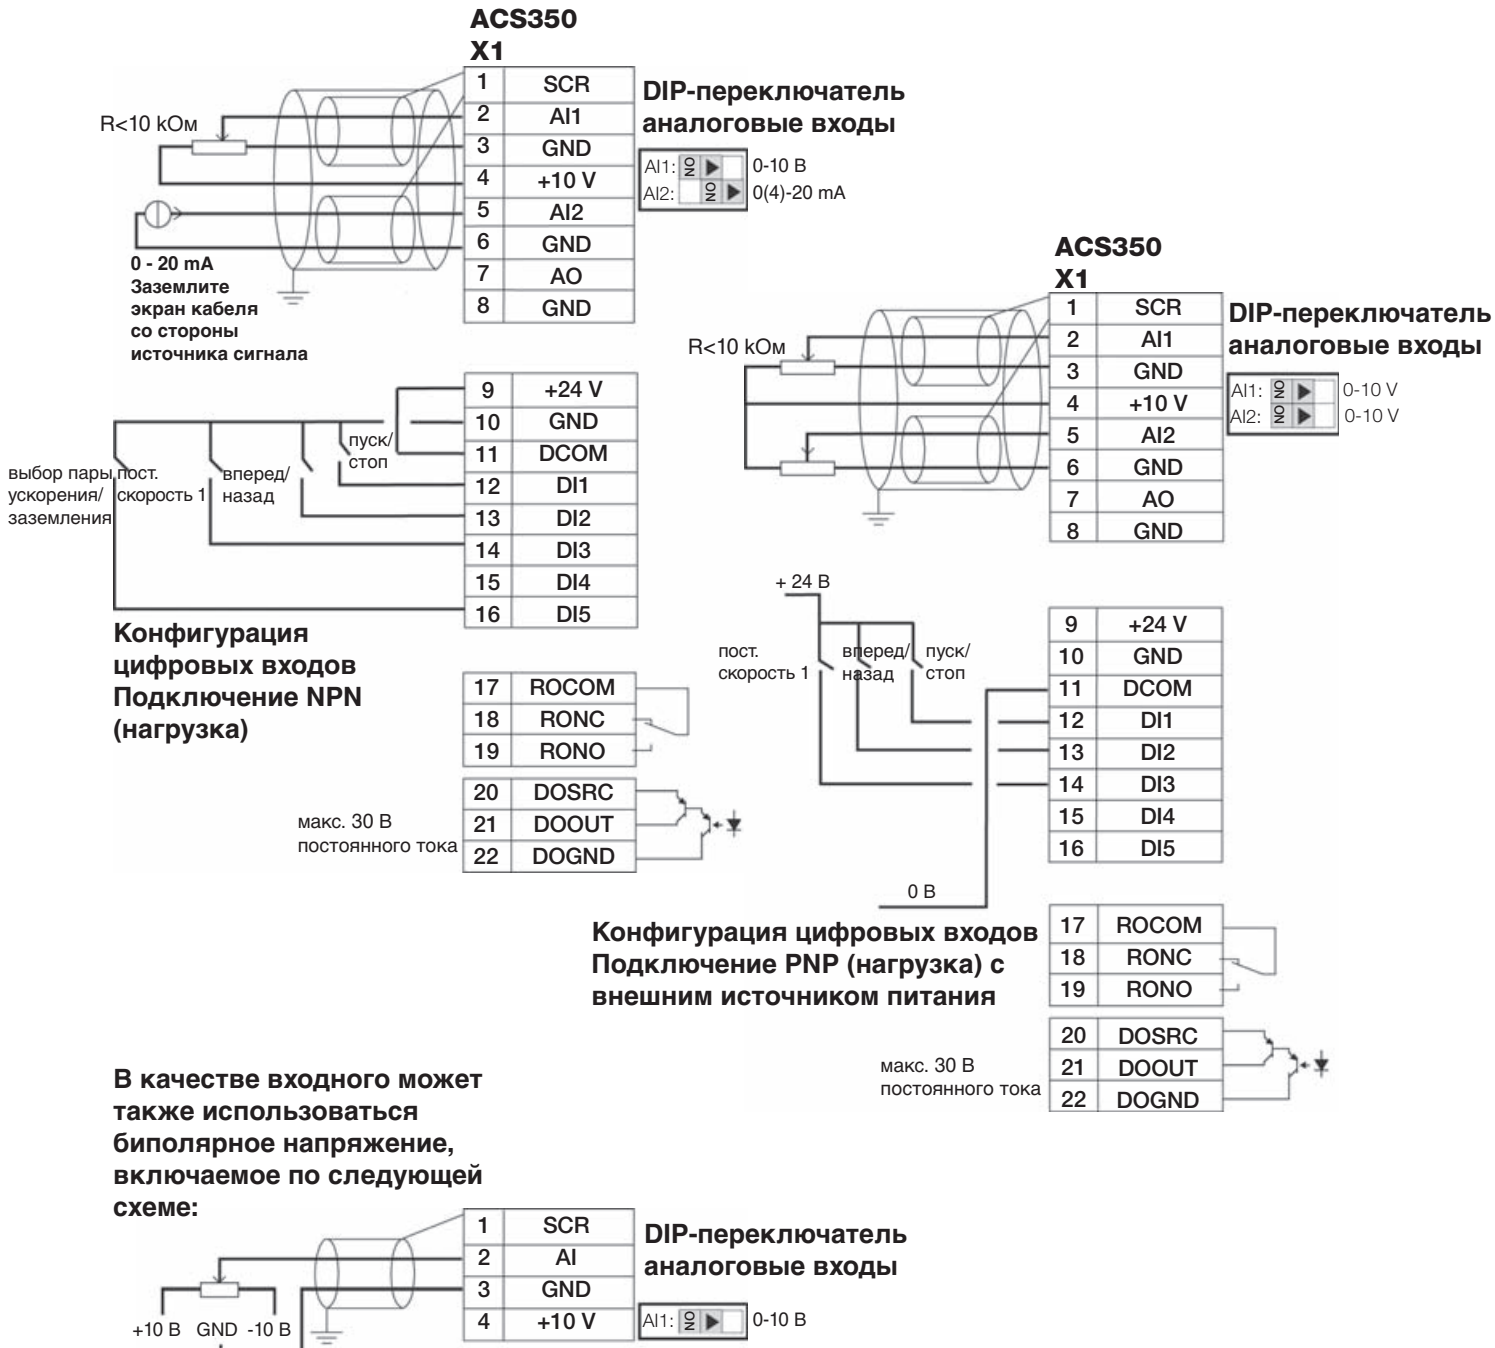 ACS350
X1
1 SCR
2 AI1
3 GND
4 +10 V
5 AI2
6 GND
7 AO
8 GND
R<10 kОм
0 - 20 mA
Заземлите
экран кабеля
со стороны
источника сигнала
DIP-переключатель
аналоговые входы
AI1: ON 0-10 В
AI2: ON 0(4)-20 mA
9 +24 V
10 GND
11 DCOM
12 DI1
13 DI2
14 DI3
15 DI4
16 DI5
выбор пары
ускорения/
заземления
пост.
скорость 1
вперед/
назад
пуск/
стоп
Конфигурация
цифровых входов
Подключение NPN
(нагрузка)
17 ROCOM
18 RONC
19 RONO
20 DOSRC
21 DOOUT
22 DOGND
макс. 30 В
постоянного тока
ACS350
X1
1 SCR
2 AI1
3 GND
4 +10 V
5 AI2
6 GND
7 AO
8 GND
R<10 kОм
DIP-переключатель
аналоговые входы
AI1: ON 0-10 V
AI2: ON 0-10 V
+ 24 В
пост.
скорость 1
вперед/
назад
пуск/
стоп
9 +24 V
10 GND
11 DCOM
12 DI1
13 DI2
14 DI3
15 DI4
16 DI5
0 В
Конфигурация цифровых входов
Подключение PNP (нагрузка) с
внешним источником питания
17 ROCOM
18 RONC
19 RONO
20 DOSRC
21 DOOUT
22 DOGND
макс. 30 В
постоянного тока
В качестве входного может
также использоваться
биполярное напряжение,
включаемое по следующей
схеме:
1 SCR
2 AI
3 GND
4 +10 V
+10 В GND -10 В
DIP-переключатель
аналоговые входы
AI1: ON 0-10 В